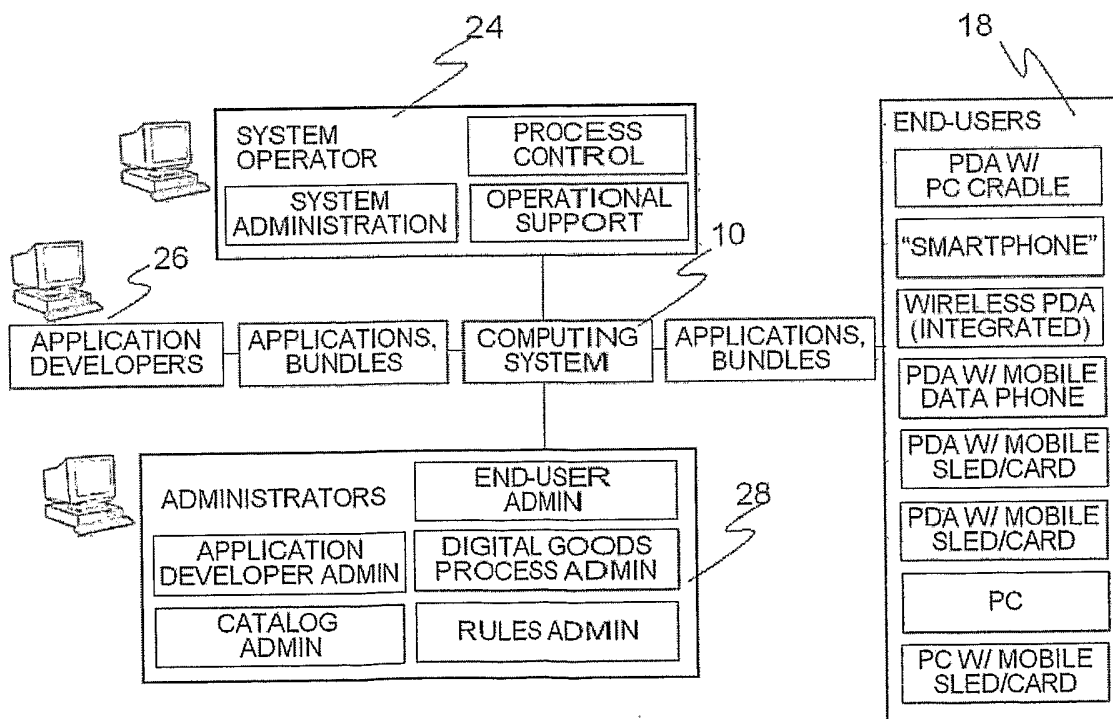 24
SYSTEM
OPERATOR
PROCESS
CONTROL
SYSTEM
ADMINISTRATION
OPERATIONAL
SUPPORT
26
APPLICATION
DEVELOPERS
APPLICATIONS,
BUNDLES
10
COMPUTING
SYSTEM
APPLICATIONS,
BUNDLES
ADMINISTRATORS
END-USER
ADMIN
28
APPLICATION
DEVELOPER ADMIN
DIGITAL GOODS
PROCESS ADMIN
CATALOG
ADMIN
RULES ADMIN
18
END-USERS
PDA W/
PC CRADLE
“SMARTPHONE”
WIRELESS PDA
(INTEGRATED)
PDA W/ MOBILE
DATA PHONE
PDA W/ MOBILE
SLED/CARD
PDA W/ MOBILE
SLED/CARD
PC
PC W/ MOBILE
SLED/CARD